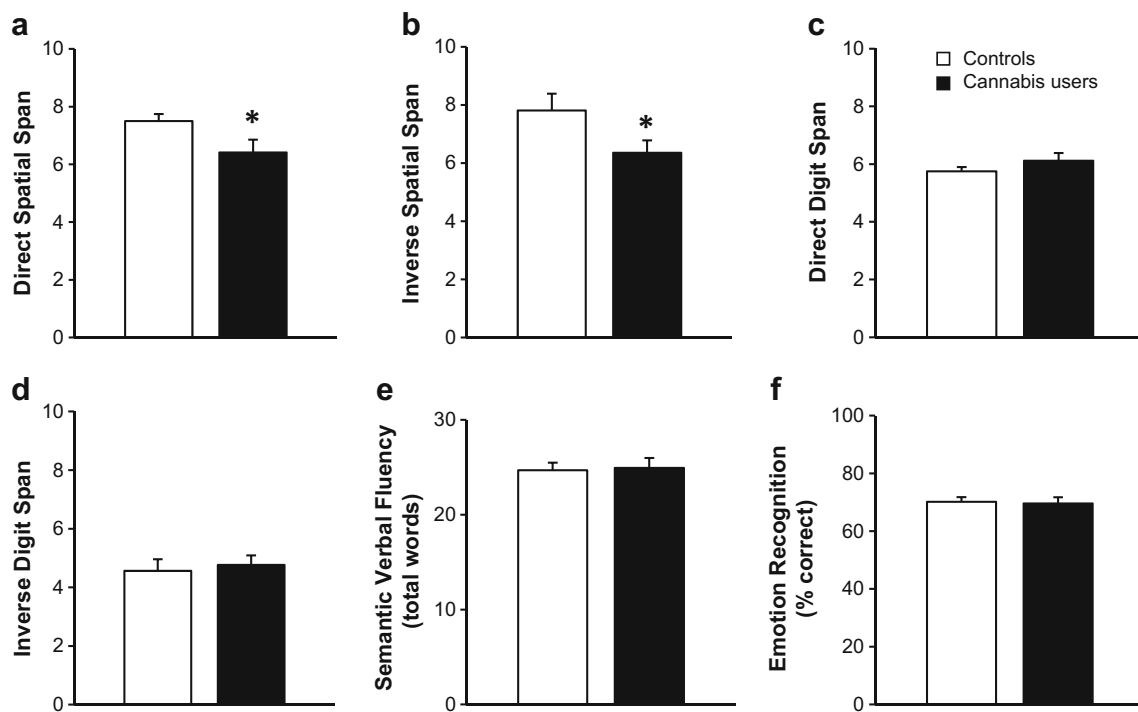 a
10
8
6
4
2
0
Direct Spatial Span
*
b
10
8
6
4
2
0
Inverse Spatial Span
*
c
10
8
6
4
2
0
Direct Digit Span
Controls
Cannabis users
d
10
8
6
4
2
0
Inverse Digit Span
e
30
20
10
0
Semantic Verbal Fluency
(total words)
f
100
80
60
40
20
0
Emotion Recognition
(% correct)